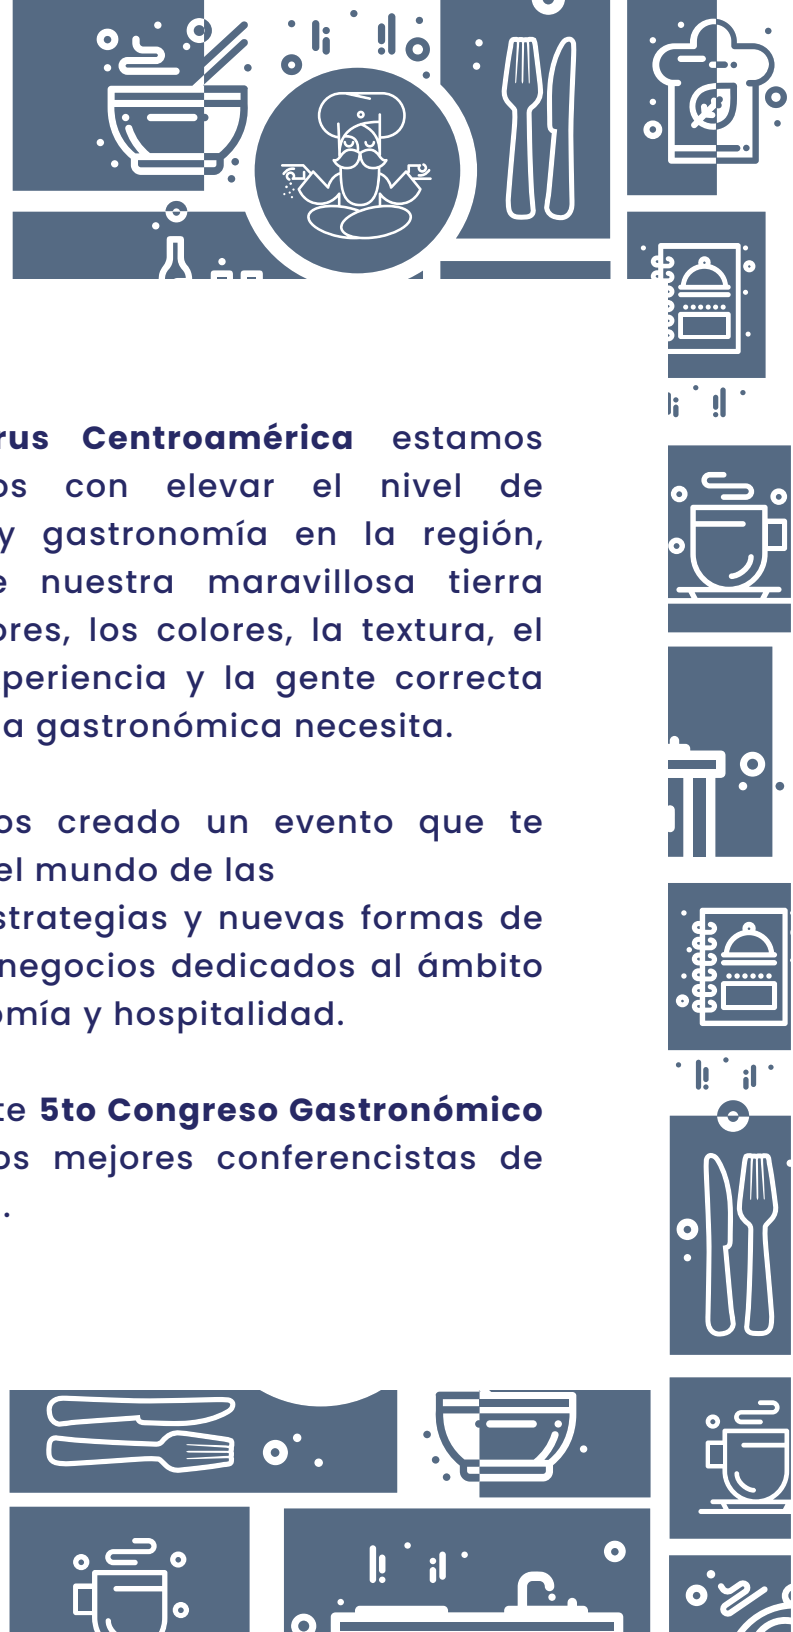 rus Centroamérica estamos
os con elevar el nivel de
y gastronomía en la región,
e nuestra maravillosa tierra
ores, los colores, la textura, el
periencia y la gente correcta
a gastronómica necesita.
os creado un evento que te
el mundo de las
strategias y nuevas formas de
negocios dedicados al ámbito
omía y hospitalidad.
te 5to Congreso Gastronómico
os mejores conferencistas de
.